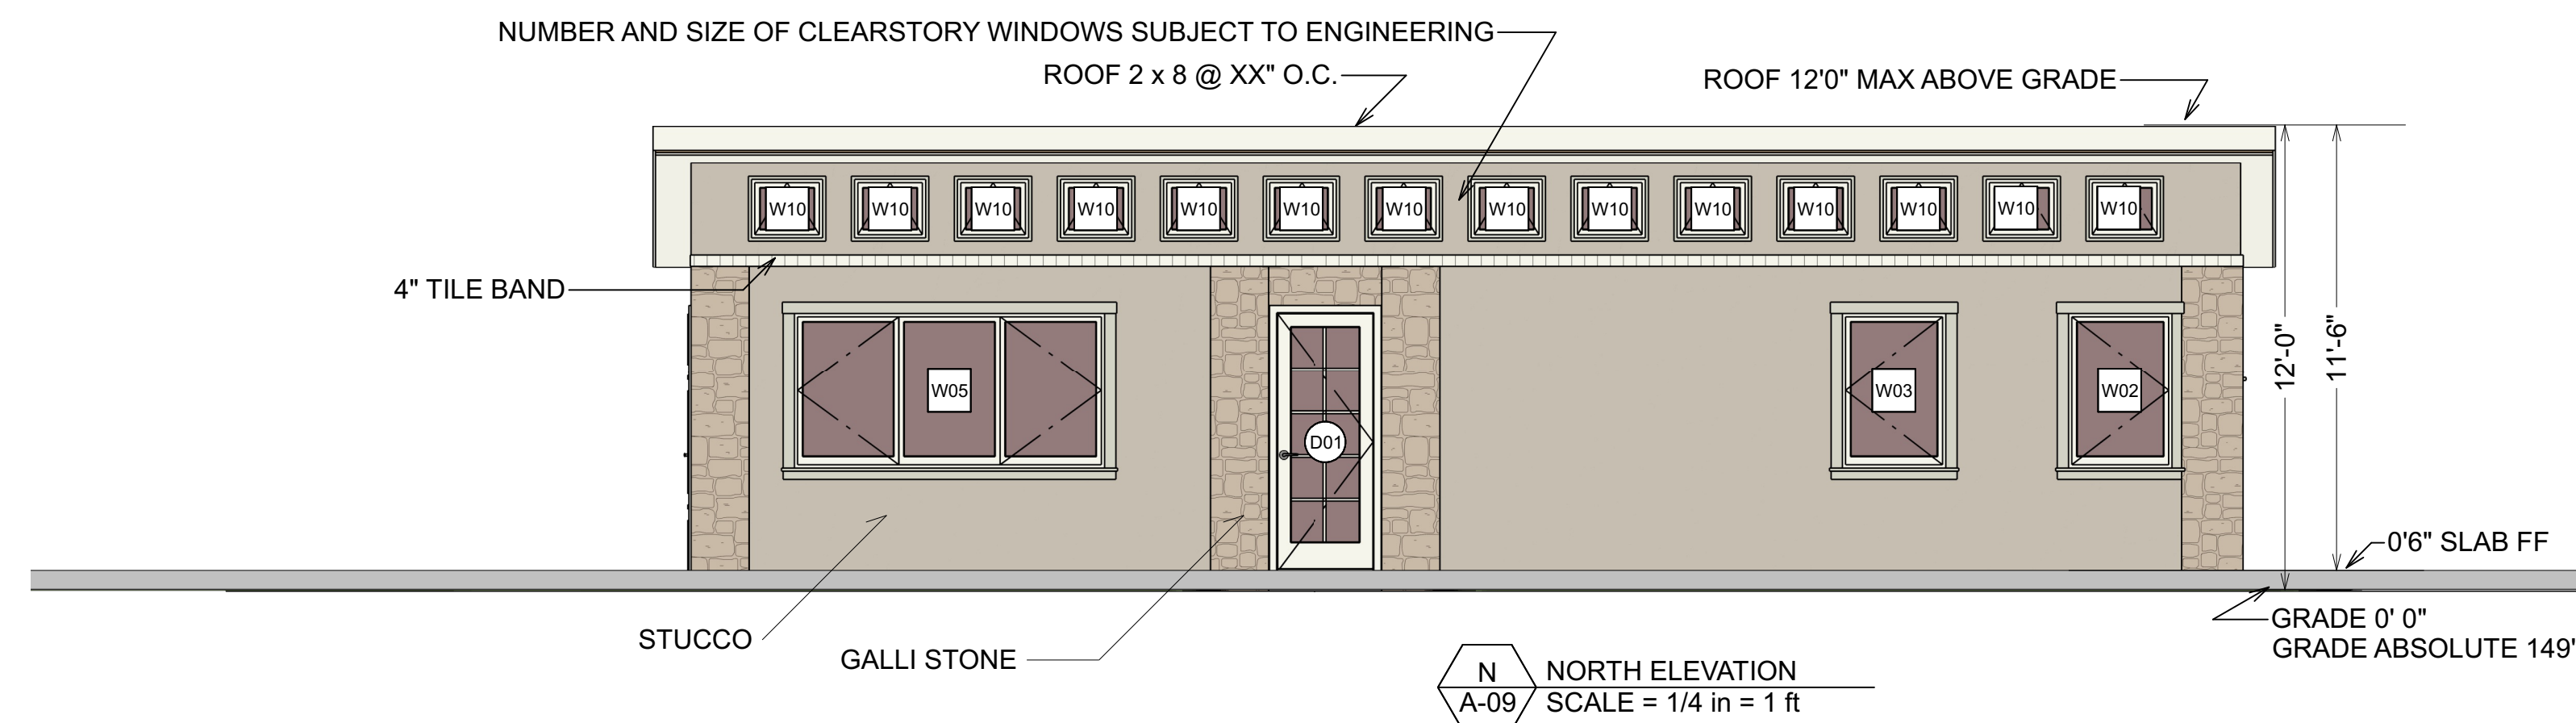 NUMBER AND SIZE OF CLEARSTORY WINDOWS SUBJECT TO ENGINEERING
ROOF 2 x 8 @ XX" O.C.
ROOF 12'0" MAX ABOVE GRADE
W10
W10
W10
W10
W10
W10
W10
W10
W10
W10
W10
W10
W10
W10
4" TILE BAND
W05
D01
W03
W02
12'-0"
11'-6"
0'6" SLAB FF
GRADE 0' 0"
GRADE ABSOLUTE 149'
STUCCO
GALLI STONE
N
A-09
NORTH ELEVATION
SCALE = 1/4 in = 1 ft